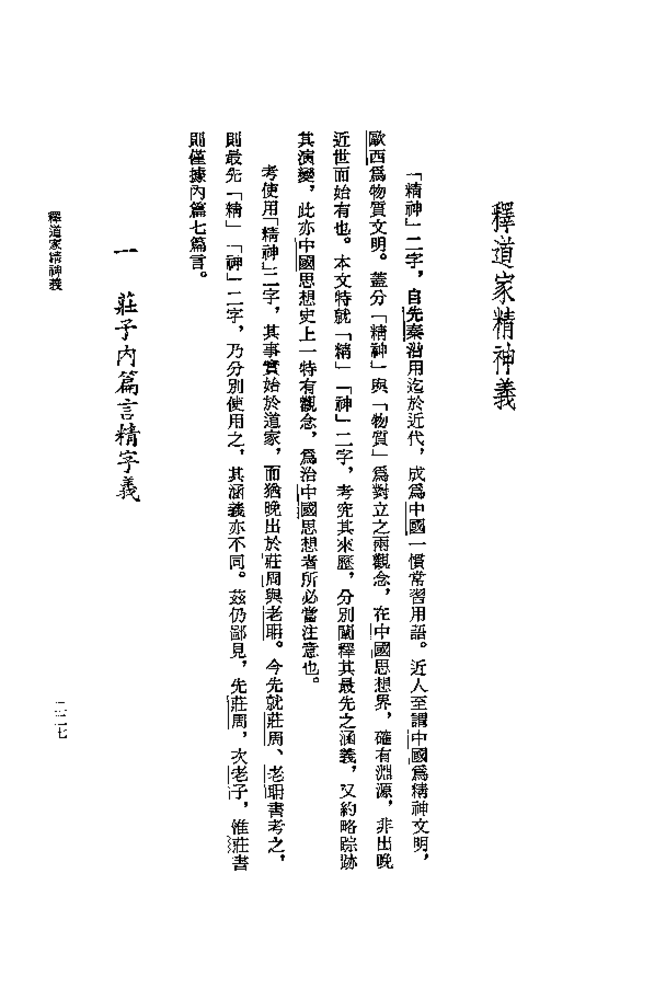 釋道家精神義
「精神」二字，自先秦沿用迄於近代，成爲中國一慣常習用語。近人至謂中國爲精神文明，
歐西爲物質文明。蓋分「精神」與「物質」爲對立之兩觀念，在中國思想界，確有淵源，非出晚
近世而始有也。本文特就「精」「神」二字，考究其來歷，分別闡釋其最先之涵義，又約略踪跡
其演變，此亦中國思想史上一特有觀念，爲治中國思想者所必當注意也。
考使用「精神」二字，其事實始於道家，而猶晚出於莊周與老聃。今先就莊周、老聃書考之，
則最先「精」「神」二字，乃分別使用之，其涵義亦不同。茲仍鄙見，先莊周，次老子，惟莊書
則僅據內篇七篇言。
一　莊子內篇言精字義
釋道家精神義
二二七